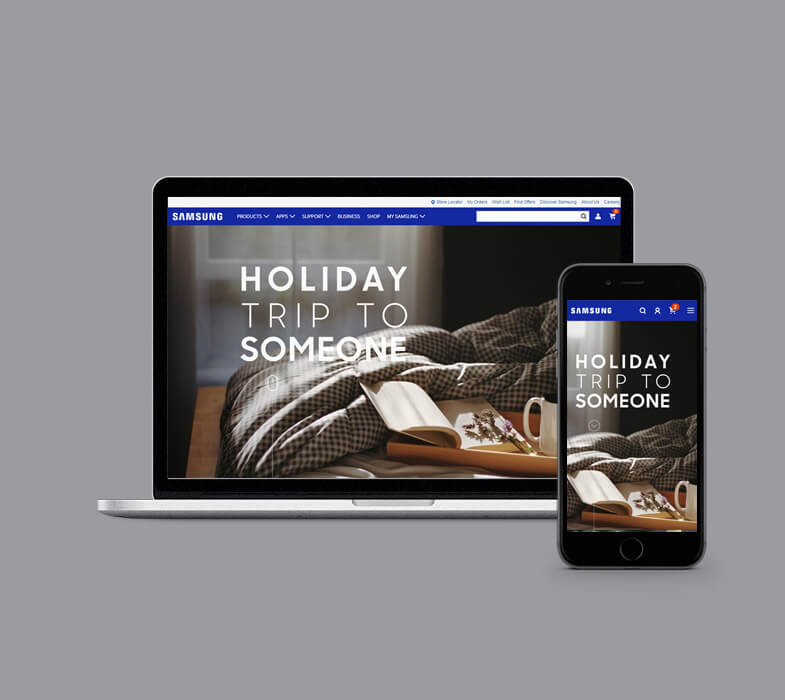 Store Locator My Orders Wish List Find Offers Discover Samsung About Us Careers
SAMSUNG PRODUCTS APPS SUPPORT BUSINESS SHOP MY SAMSUNG
HOLIDAY
TRIP TO
SOMEONE
SAMSUNG 2
HOLIDAY
TRIP TO
SOMEONE